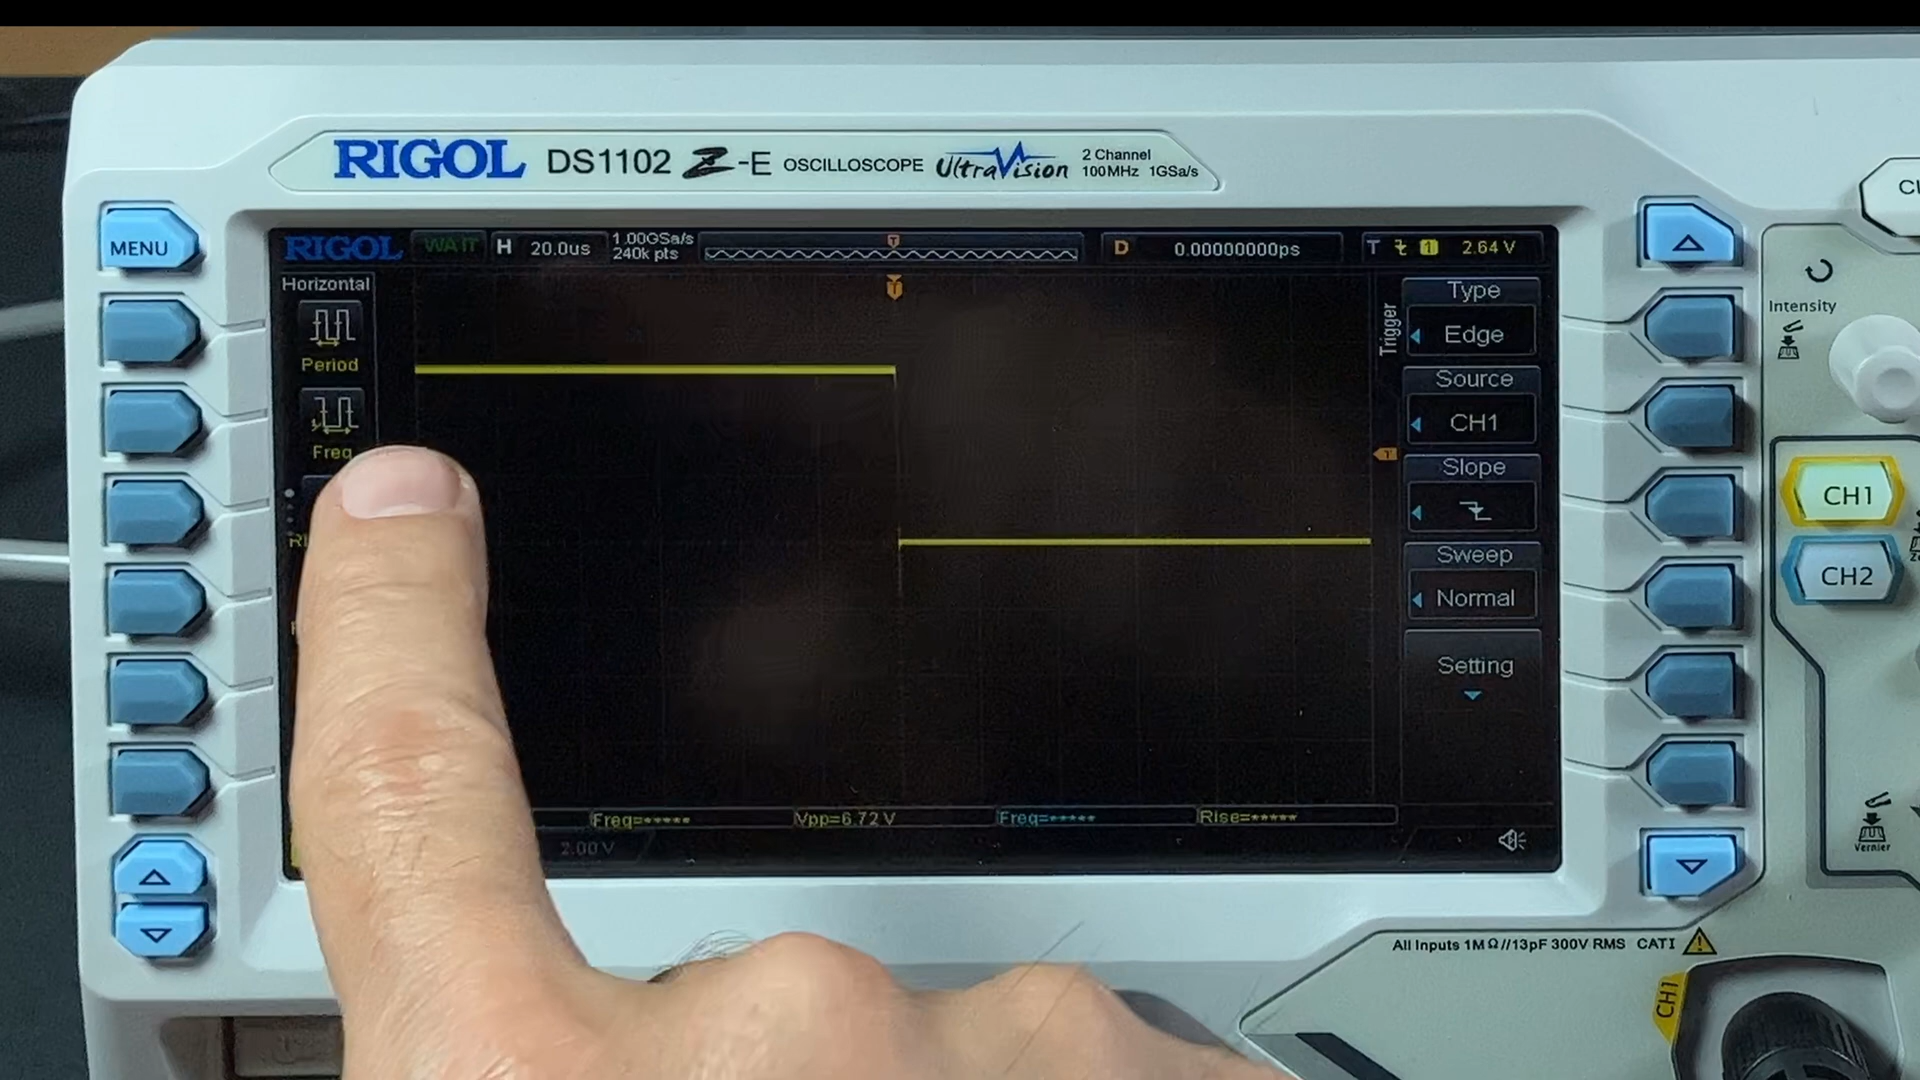 RIGOL DS1102 Z-E OSCILLOSCOPE UltraVision 2 Channel
100MHz 1GSa/s
MENU
RIGOL WAIT H 20.0us 1.00GSa/s
240k pts
T
D 0.00000000ps
T 1 2.64 V
Horizontal
Period
Freq
T
T
Trigger
Type
Edge
Source
CH1
Slope
Sweep
Normal
Setting
Freq=***** Vpp=6.72 V Freq=***** Rise=*****
2.00 V
Intensity
CH1
CH2
Vernier
All Inputs 1MΩ//13pF 300V RMS CAT I
CH1